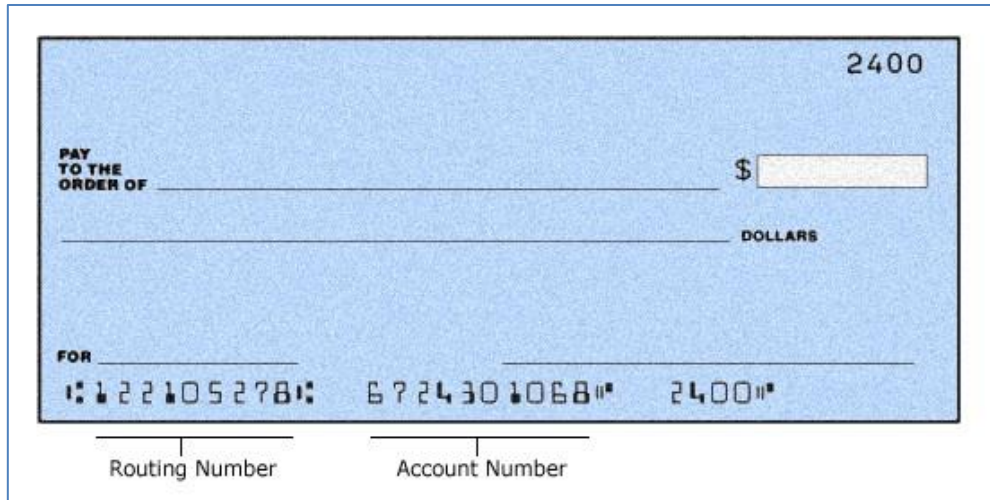 2400
PAY
TO THE
ORDER OF
$
DOLLARS
FOR
⑆122105278⑆ 6724301068⑈ 2400⑈
Routing Number Account Number